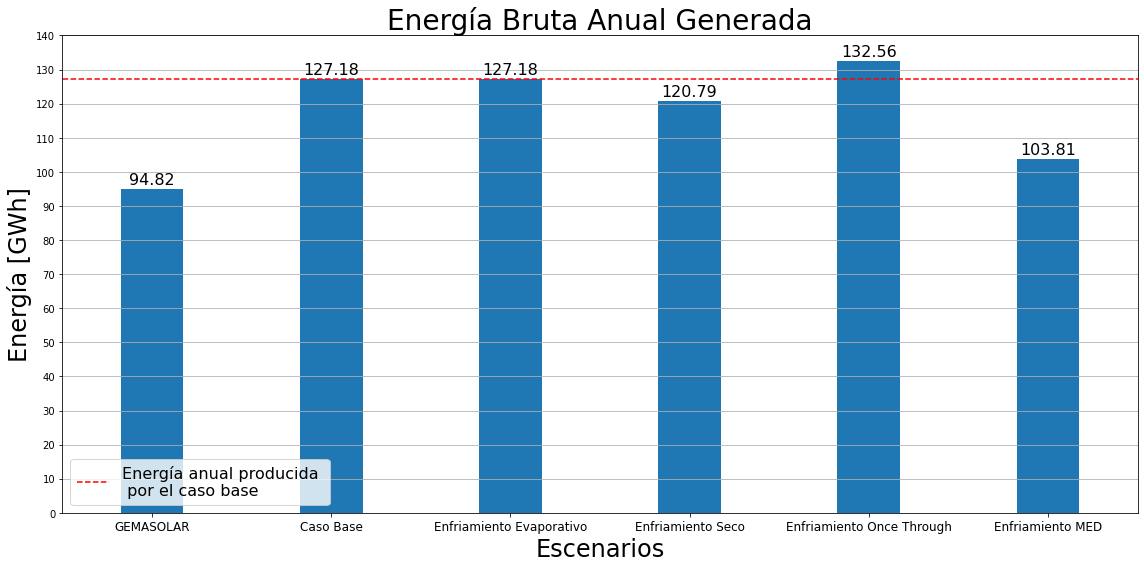 Energía Bruta Anual Generada
Energía [GWh]
140
130
120
110
100
90
80
70
60
50
40
30
20
10
0
94.82
127.18
127.18
120.79
132.56
103.81
Energía anual producida
por el caso base
GEMASOLAR
Caso Base
Enfriamiento Evaporativo
Enfriamiento Seco
Enfriamiento Once Through
Enfriamiento MED
Escenarios